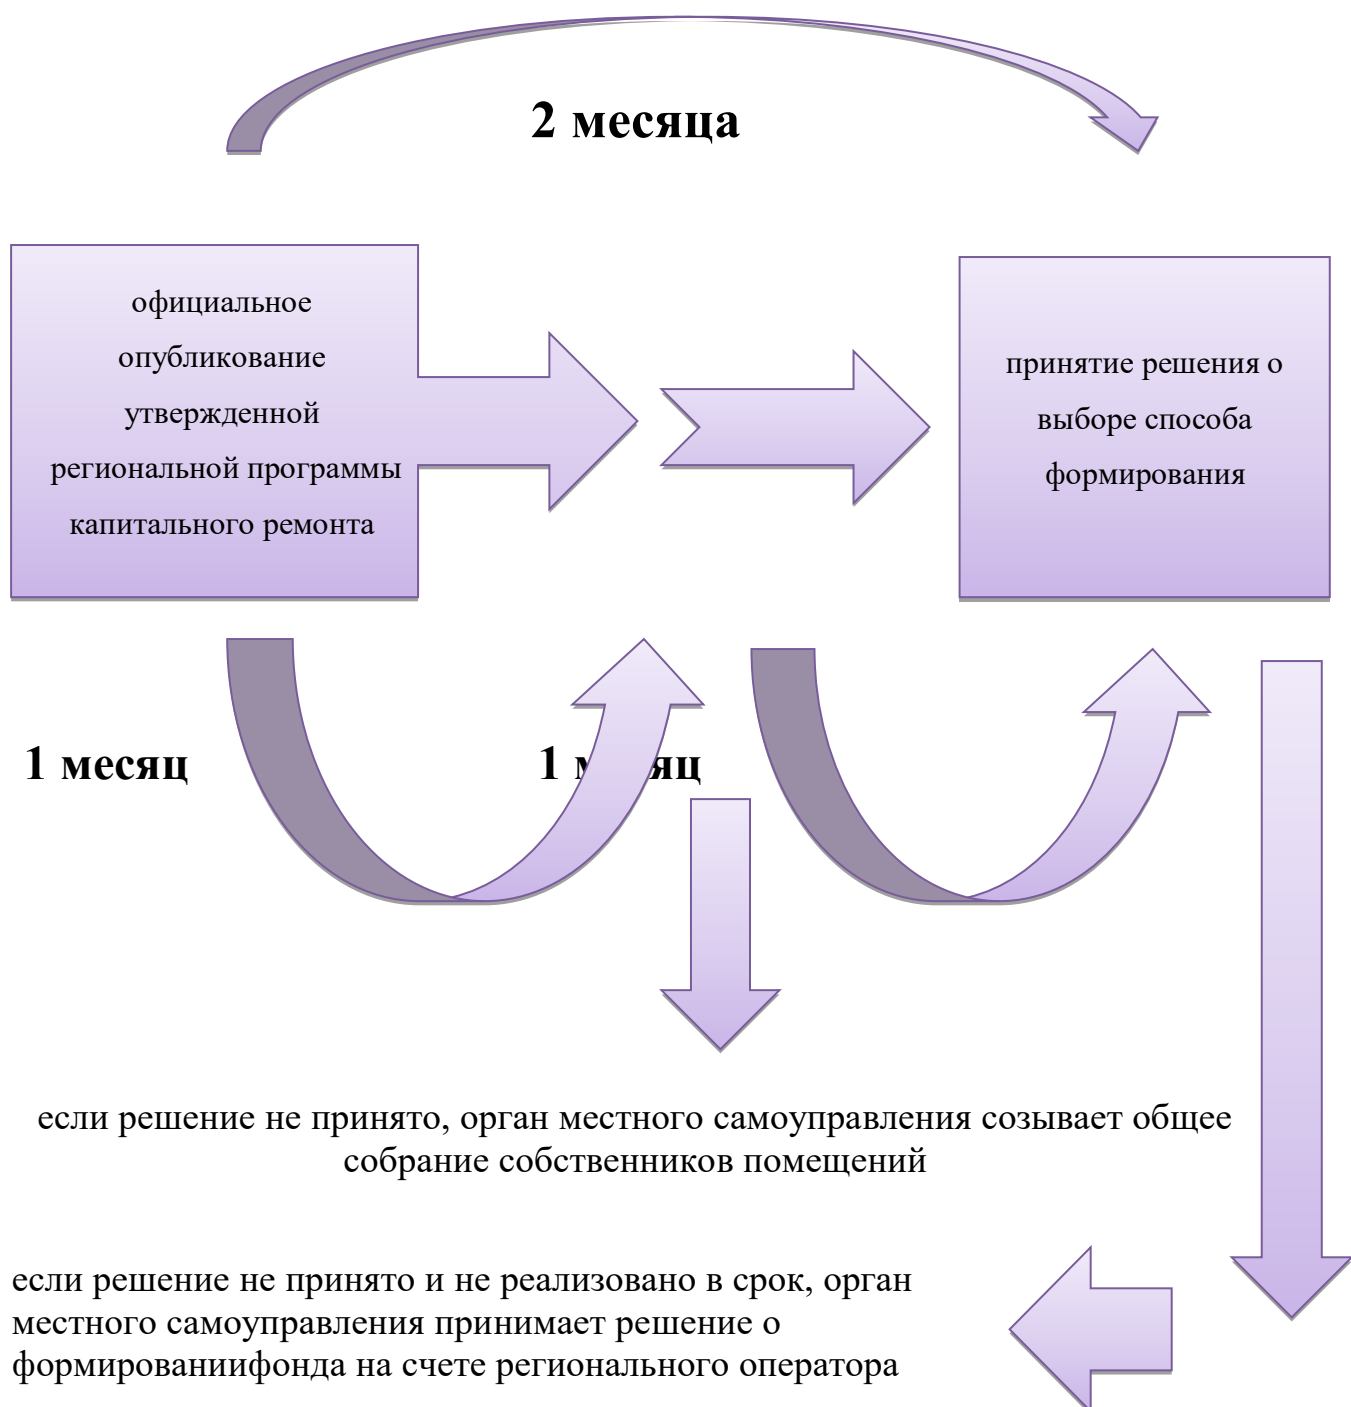 2 месяца
официальное
опубликование
утвержденной
региональной программы
капитального ремонта
принятие решения о
выборе способа
формирования
1 месяц
1
если решение не принято, орган местного самоуправления созывает общее
собрание собственников помещений
если решение не принято и не реализовано в срок, орган
местного самоуправления принимает решение о
формированиифонда на счете регионального оператора